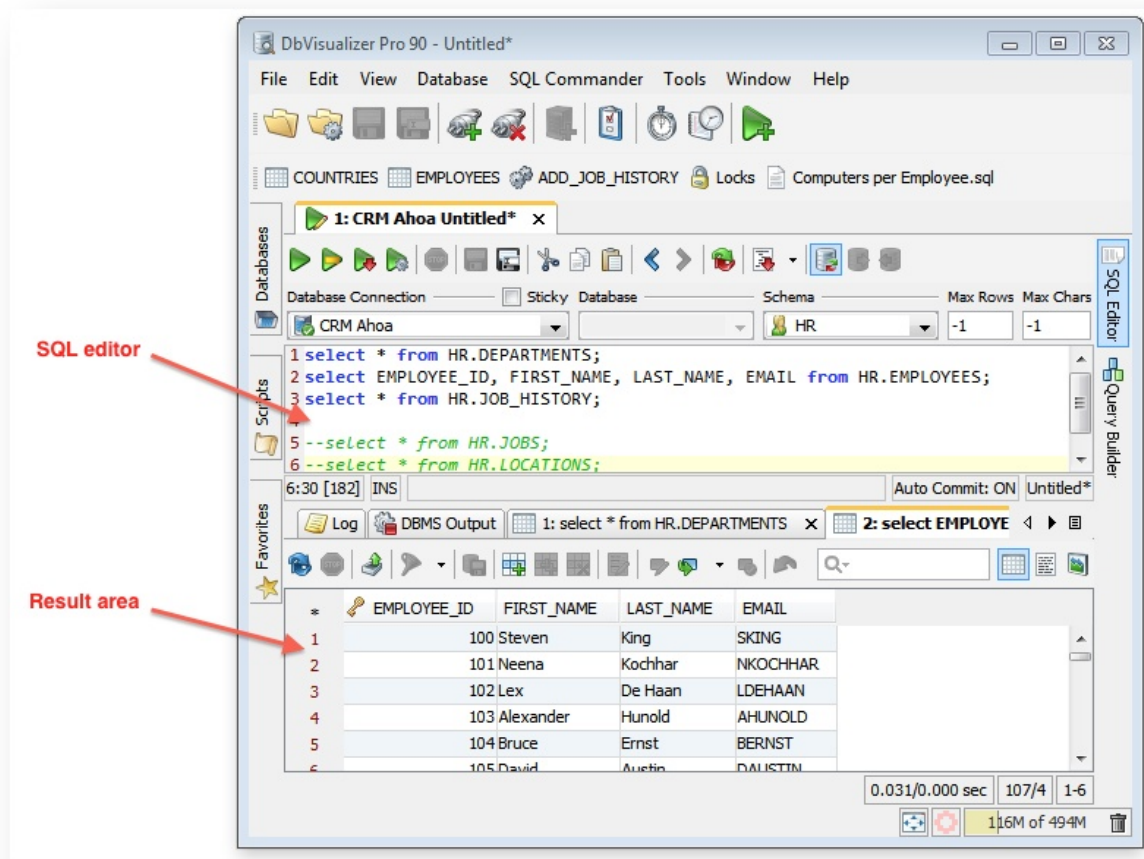 DbVisualizer Pro 90 - Untitled*
File Edit View Database SQL Commander Tools Window Help
COUNTRIES EMPLOYEES ADD_JOB_HISTORY Locks Computers per Employee.sql
1: CRM Ahoa Untitled*
Databases
Scripts
Favorites
SQL Editor
Query Builder
STOP
Database Connection Sticky Database Schema Max Rows Max Chars
CRM Ahoa HR -1 -1
SQL editor
1 select * from HR.DEPARTMENTS;
2 select EMPLOYEE_ID, FIRST_NAME, LAST_NAME, EMAIL from HR.EMPLOYEES;
3 select * from HR.JOB_HISTORY;
4
5 --select * from HR.JOBS;
6 --select * from HR.LOCATIONS;
6:30 [182] INS Auto Commit: ON Untitled*
Log DBMS Output 1: select * from HR.DEPARTMENTS 2: select EMPLOYE
Result area
* EMPLOYEE_ID FIRST_NAME LAST_NAME EMAIL
1 100 Steven King SKING
2 101 Neena Kochhar NKOCHHAR
3 102 Lex De Haan LDEHAAN
4 103 Alexander Hunold AHUNOLD
5 104 Bruce Ernst BERNST
6 105 David Austin DAUSTIN
0.031/0.000 sec 107/4 1-6
116M of 494M